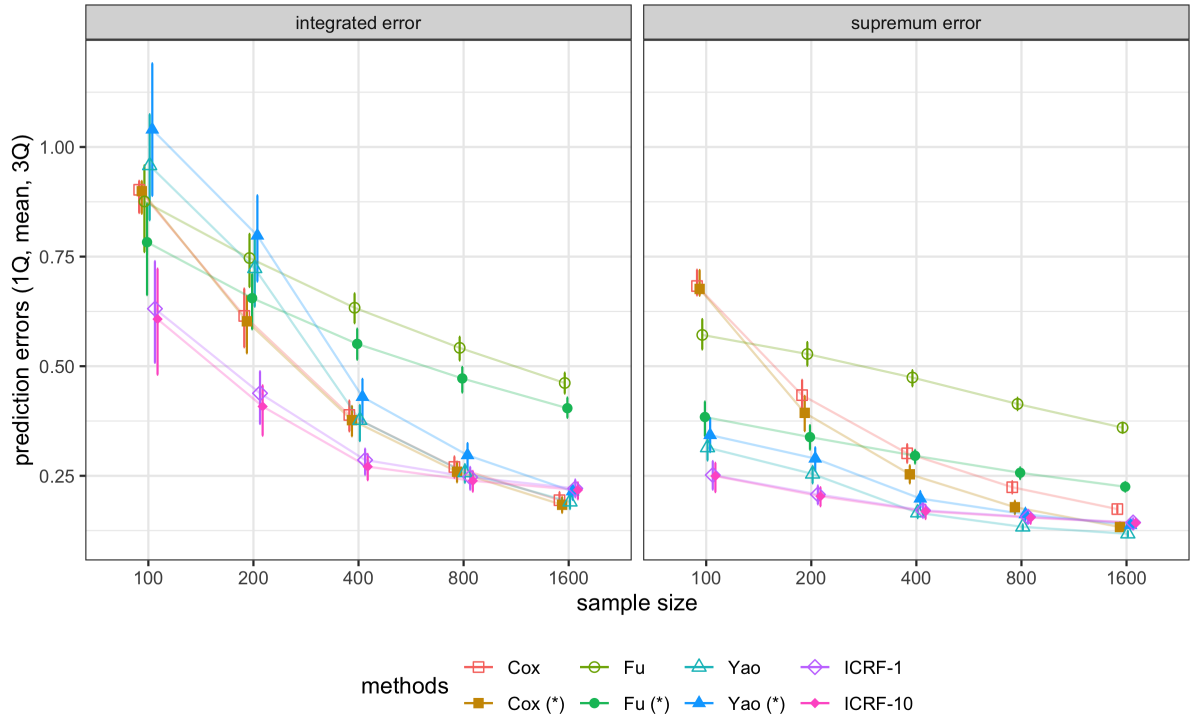 integrated error
supremum error
prediction errors (1Q, mean, 3Q)
1.00
0.75
0.50
0.25
100 200 400 800 1600
100 200 400 800 1600
sample size
methods
Cox Fu Yao ICRF-1
Cox (*) Fu (*) Yao (*) ICRF-10